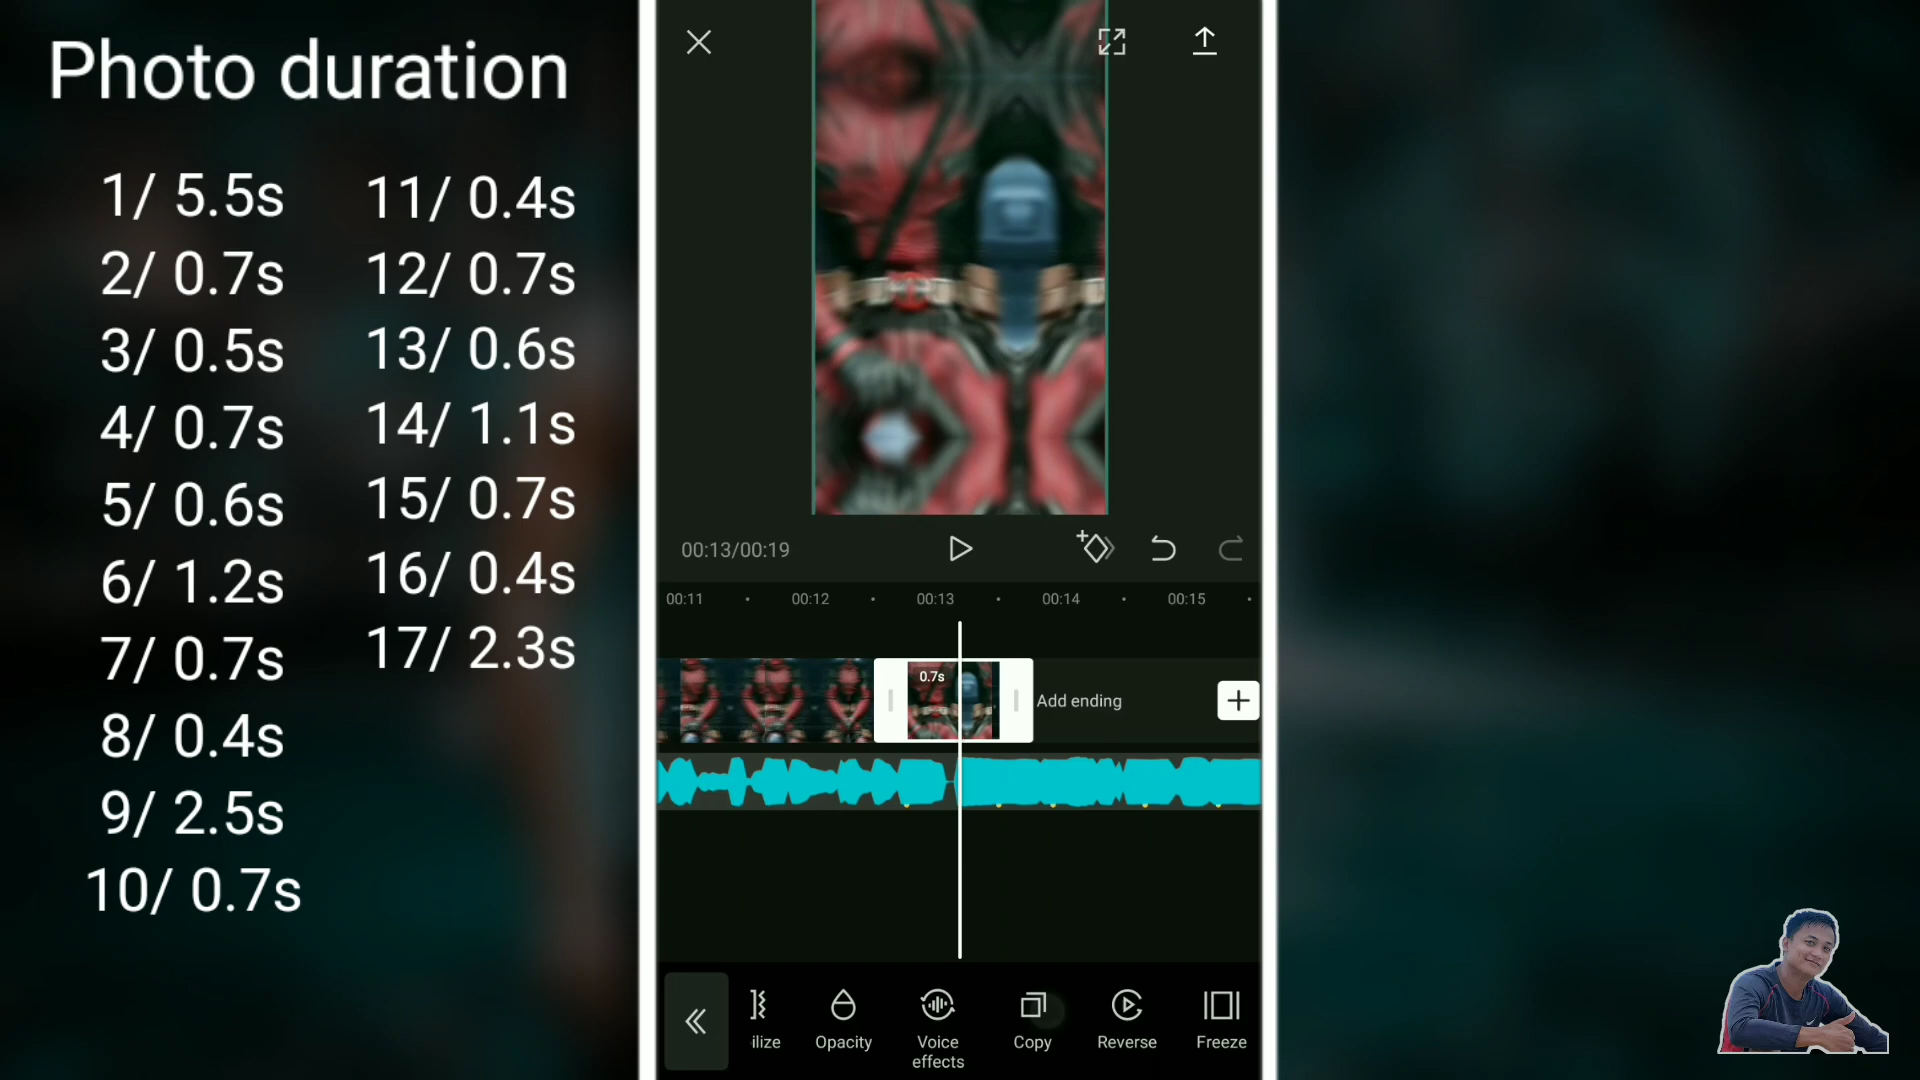 Photo duration
1/ 5.5s
2/ 0.7s
3/ 0.5s
4/ 0.7s
5/ 0.6s
6/ 1.2s
7/ 0.7s
8/ 0.4s
9/ 2.5s
10/ 0.7s
11/ 0.4s
12/ 0.7s
13/ 0.6s
14/ 1.1s
15/ 0.7s
16/ 0.4s
17/ 2.3s
00:13/00:19
00:11 00:12 00:13 00:14 00:15
0.7s
Add ending
ilize Opacity Voice effects Copy Reverse Freeze